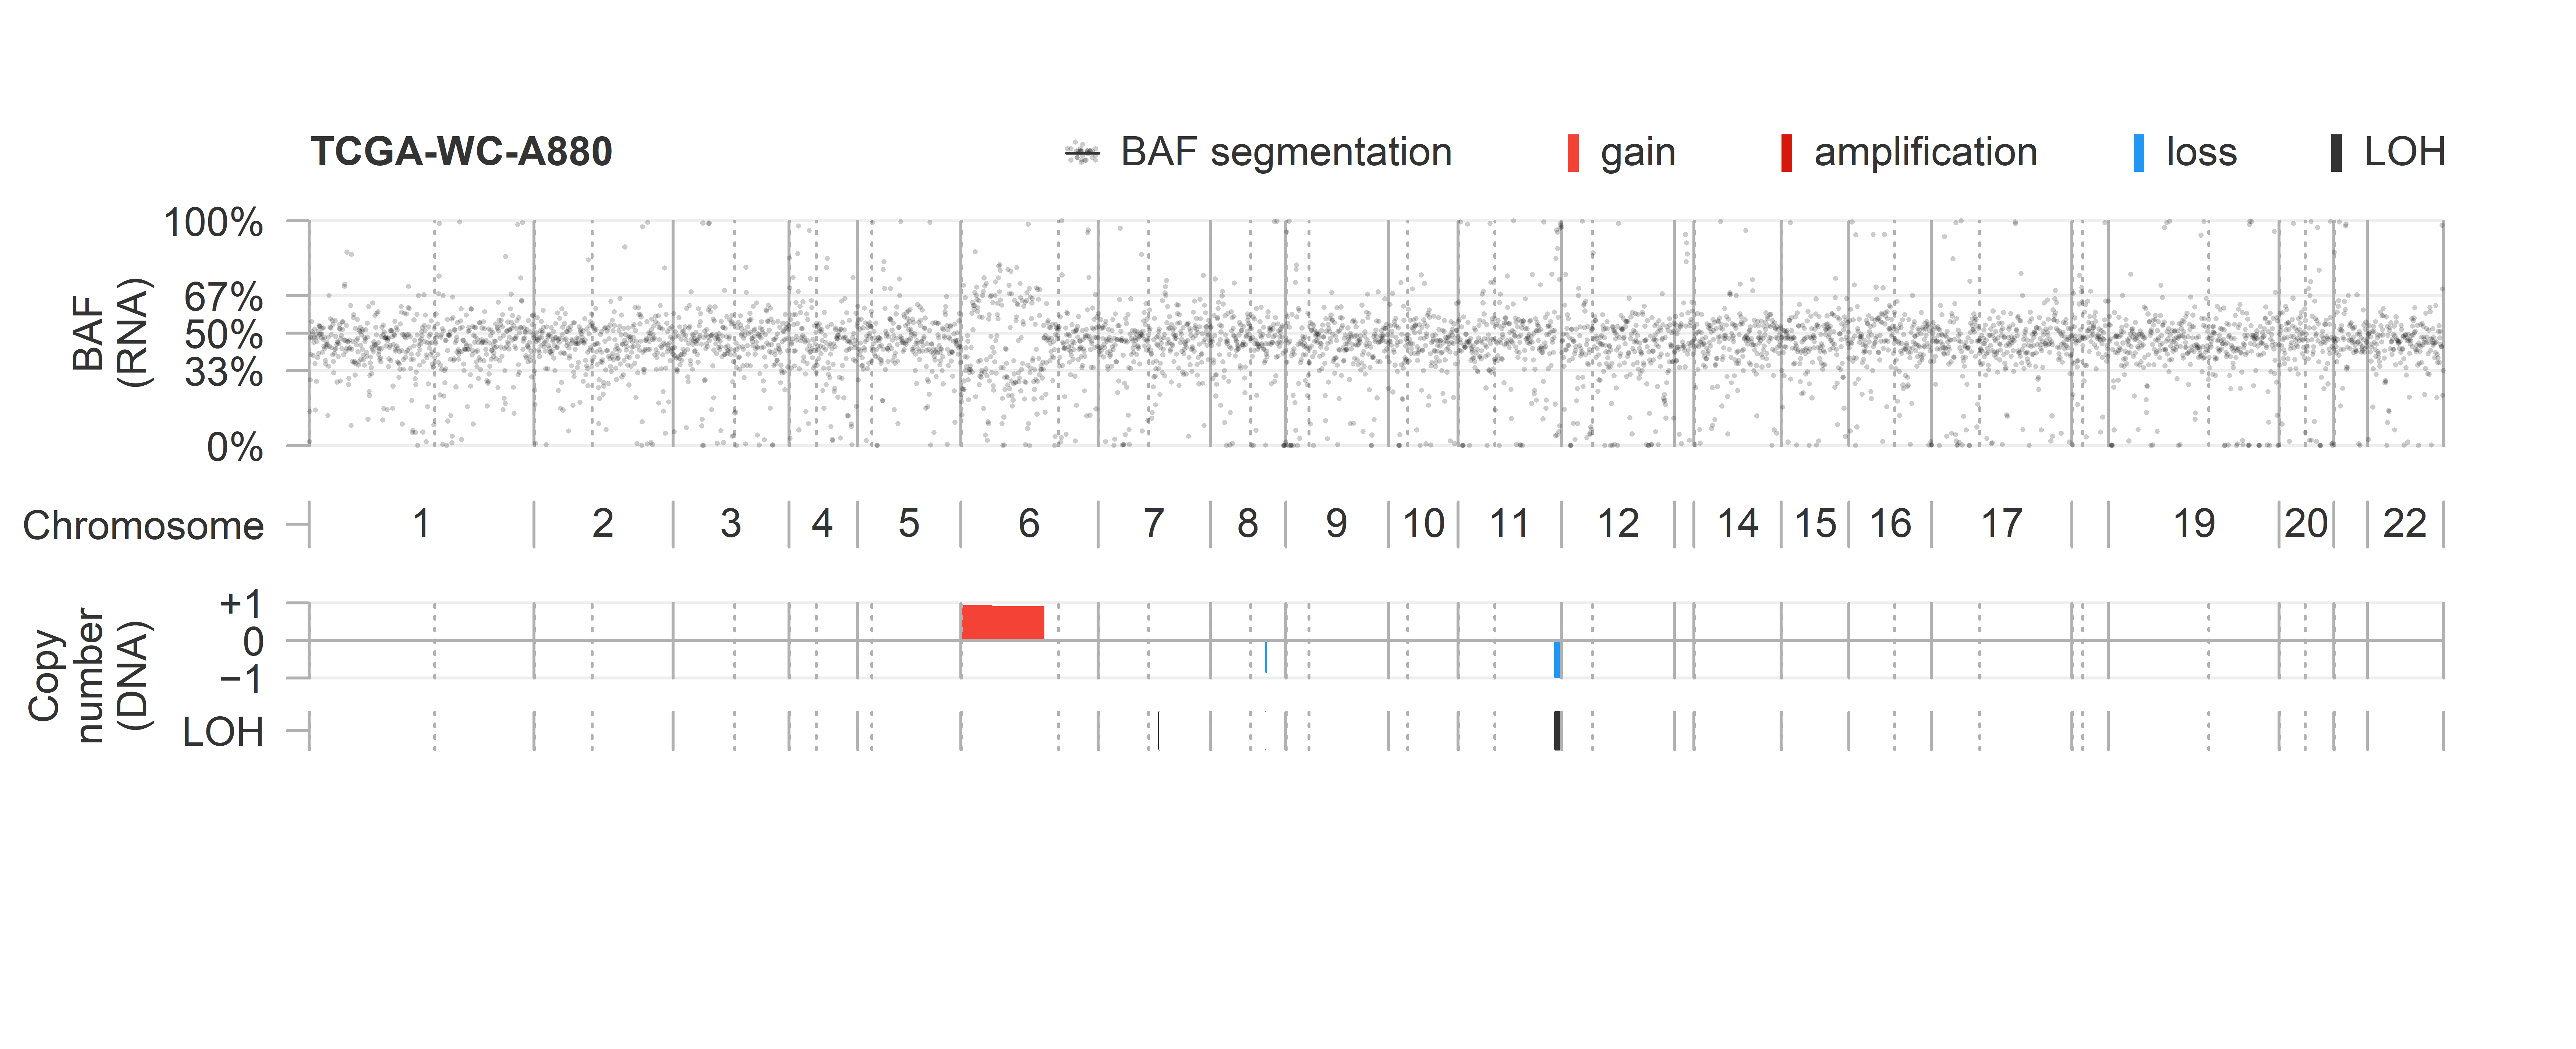 TCGA-WC-A880 BAF segmentation gain amplification loss LOH
100%
67%
50%
33%
0%
BAF
(RNA)
Chromosome 1 2 3 4 5 6 7 8 9 10 11 12 14 15 16 17 19 20 22
+1
0
−1
LOH
Copy
number
(DNA)